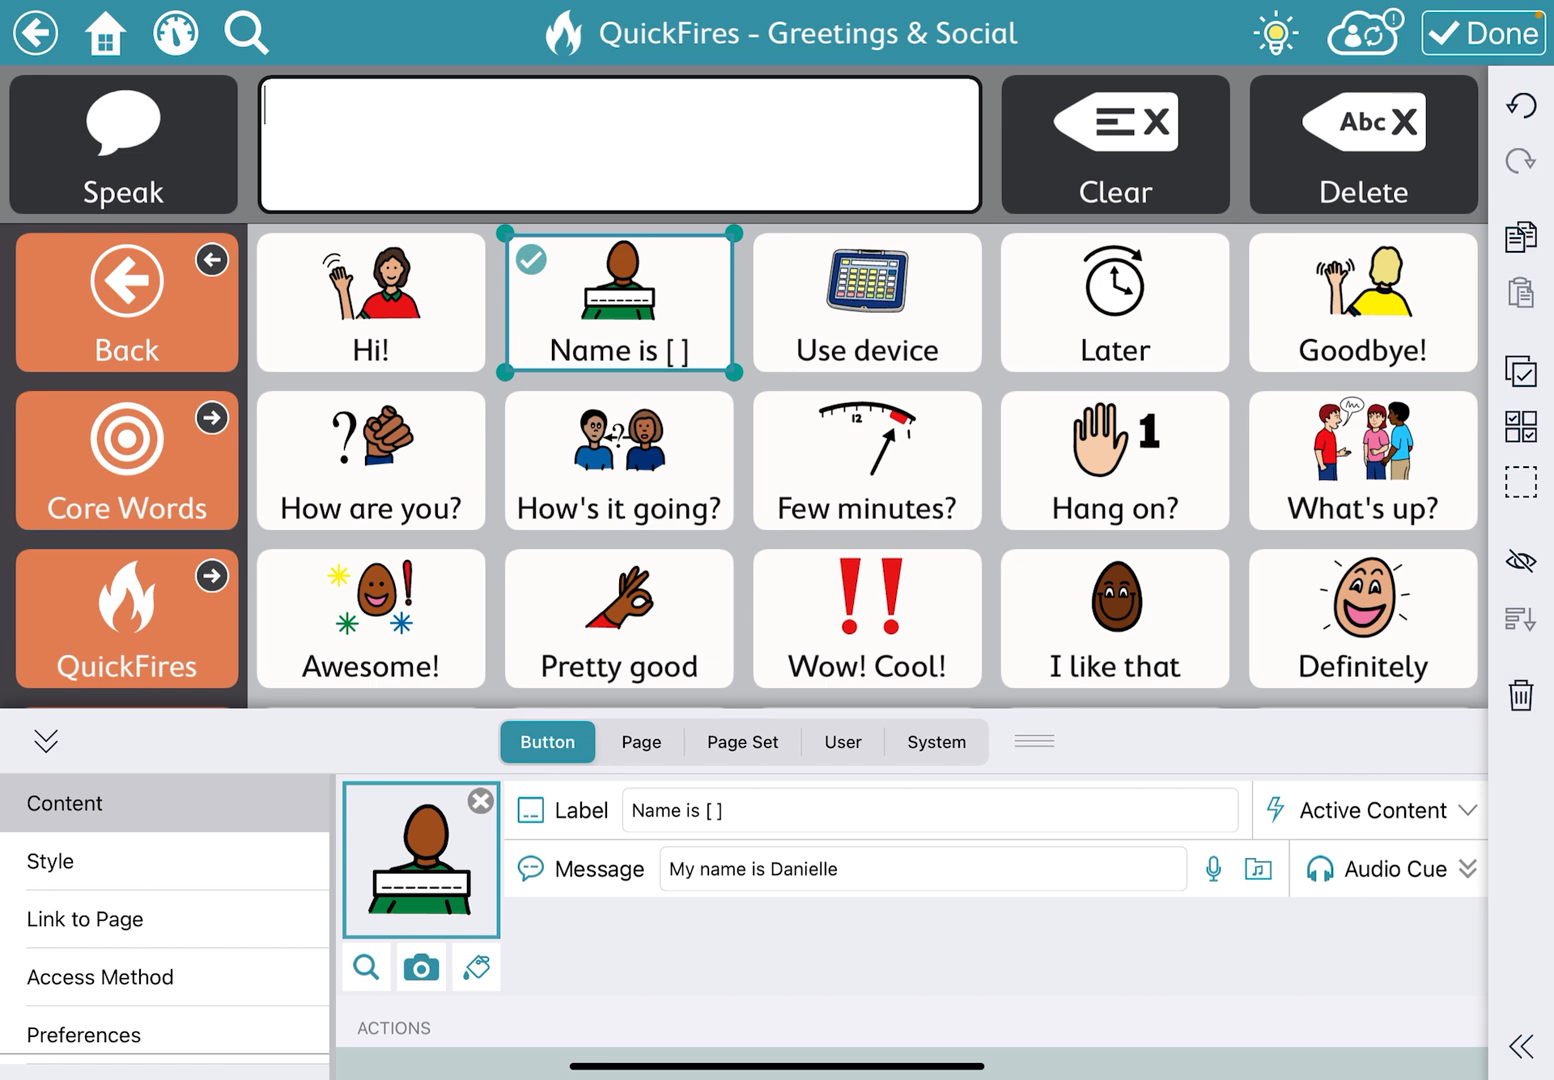 QuickFires - Greetings & Social
Done
Speak
Clear
Abc X
Delete
Back
Hi!
Name is [ ]
Use device
Later
Goodbye!
Core Words
How are you?
How's it going?
12
1
Few minutes?
1
Hang on?
What's up?
QuickFires
Awesome!
Pretty good
Wow! Cool!
I like that
Definitely
Button
Page
Page Set
User
System
Content
Style
Link to Page
Access Method
Preferences
Label
Name is [ ]
Active Content
Message
My name is Danielle
Audio Cue
ACTIONS